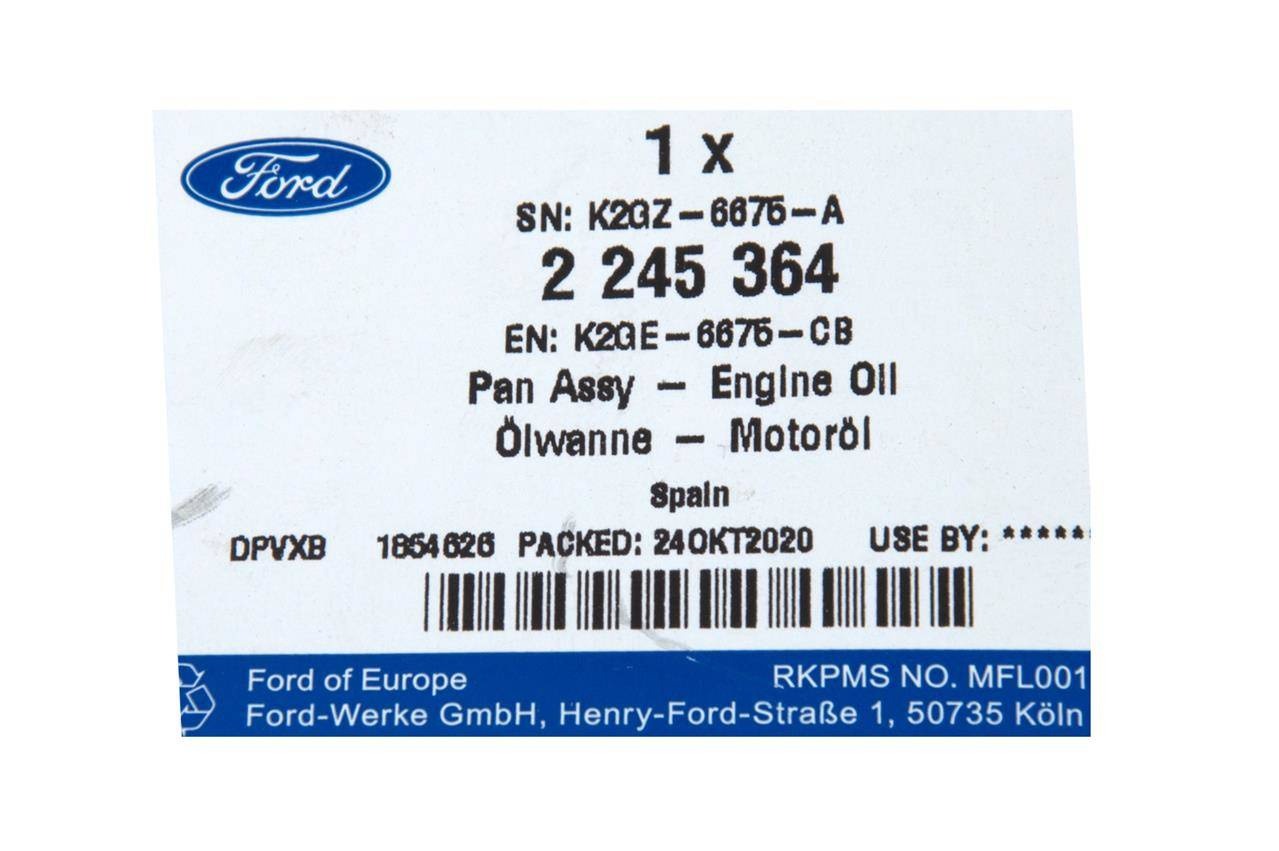 Ford
1 x
SN: K2GZ-6675-A
2 245 364
EN: K2GE-6675-CB
Pan Assy - Engine Oil
Ölwanne - Motoröl
Spain
DPVXB 1854626 PACKED: 24OKT2020 USE BY: ******
Ford of Europe RKPMS NO. MFL001
Ford-Werke GmbH, Henry-Ford-Straße 1, 50735 Köln